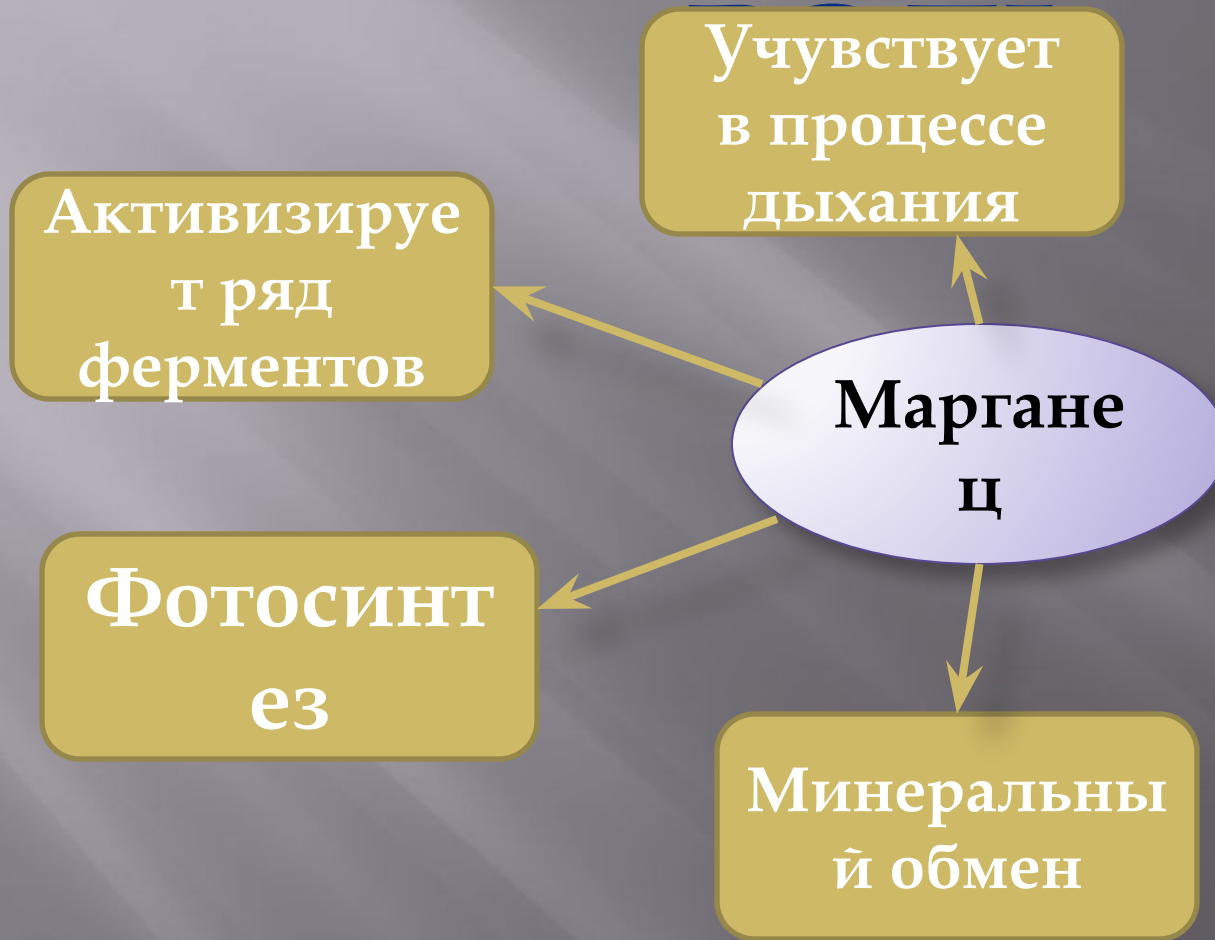 Учувствует
в процессе
дыхания
Активизируе
т ряд
ферментов
Маргане
ц
Фотосинт
ез
Минеральны
й обмен